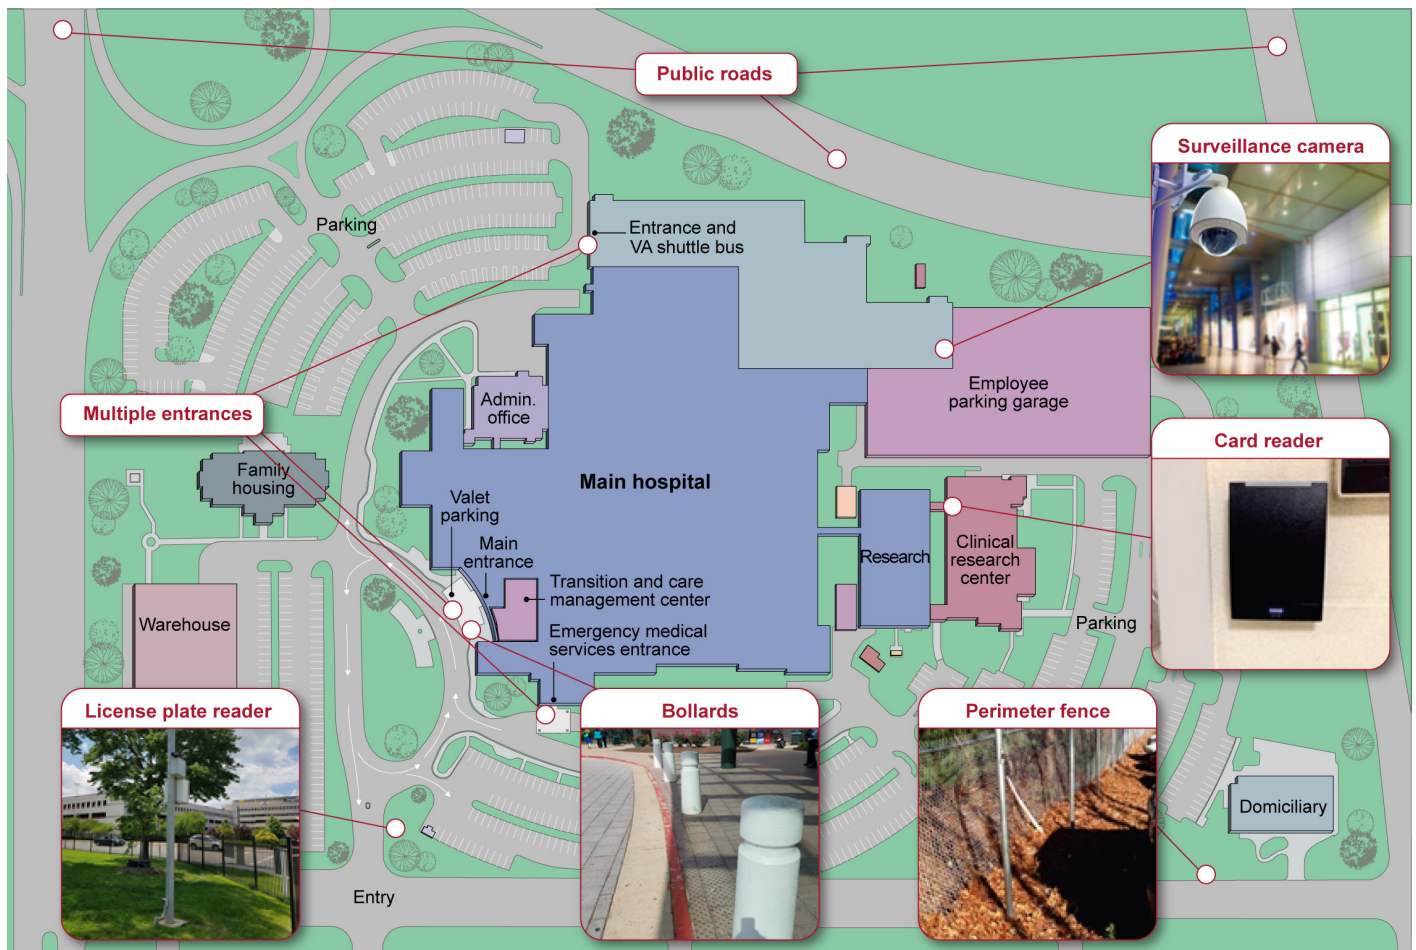 Public roads
Surveillance camera
Parking
Entrance and
VA shuttle bus
Employee
parking garage
Admin.
office
Multiple entrances
Card reader
Family
housing
Main hospital
Valet
parking
Main
entrance
Research
Clinical
research
center
Transition and care
management center
Warehouse
Parking
Emergency medical
services entrance
License plate reader
Bollards
Perimeter fence
Domiciliary
Entry